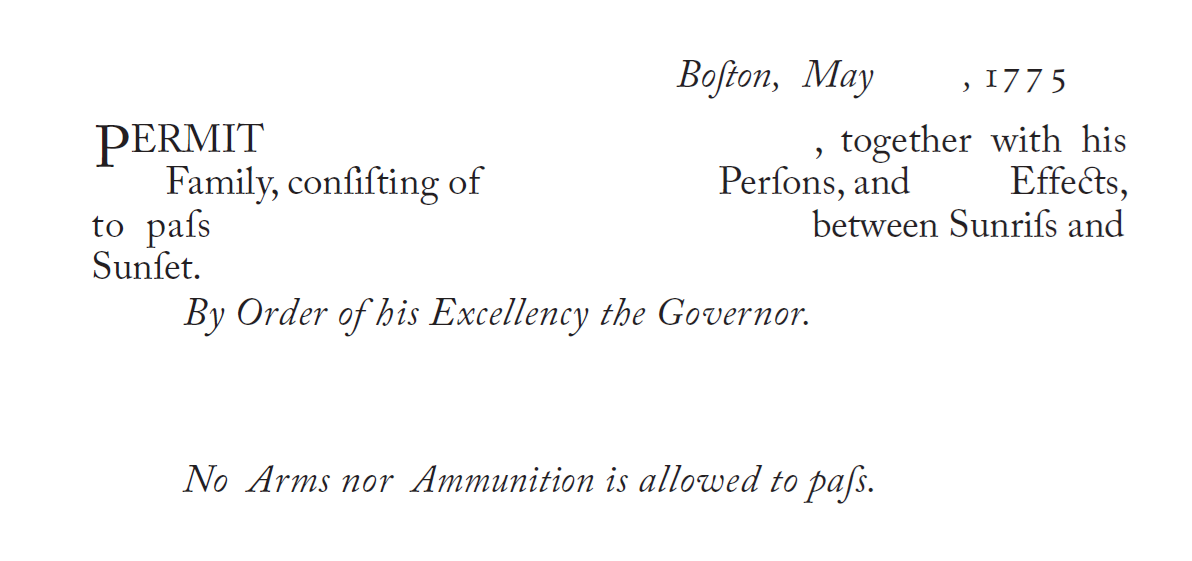 Boſton, May , 1775
PERMIT , together with his
Family, conſiſting of Perſons, and Effects,
to paſs between Sunriſs and
Sunſet.
By Order of his Excellency the Governor.
No Arms nor Ammunition is allowed to paſs.